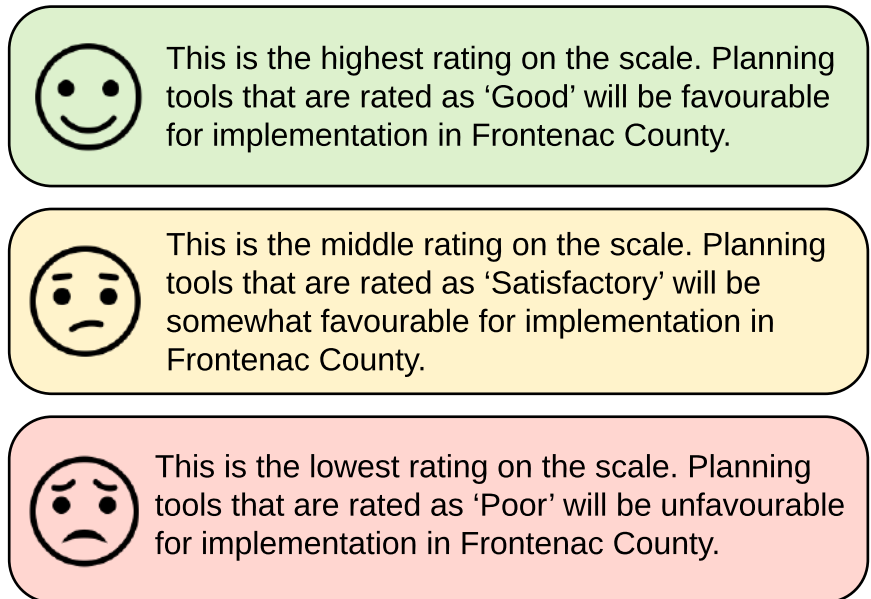 This is the highest rating on the scale. Planning
tools that are rated as ‘Good’ will be favourable
for implementation in Frontenac County.
This is the middle rating on the scale. Planning
tools that are rated as ‘Satisfactory’ will be
somewhat favourable for implementation in
Frontenac County.
This is the lowest rating on the scale. Planning
tools that are rated as ‘Poor’ will be unfavourable
for implementation in Frontenac County.